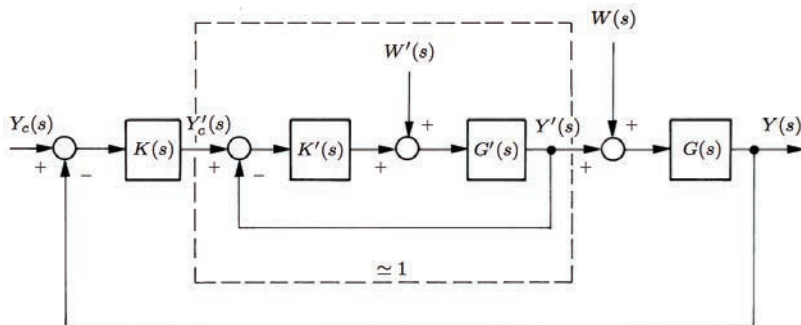 W(s)
W′(s)
Y_c(s)
Y′_c(s)
Y′(s)
Y(s)
K(s)
K′(s)
G′(s)
G(s)
+
−
+
−
+
+
+
+
≃ 1